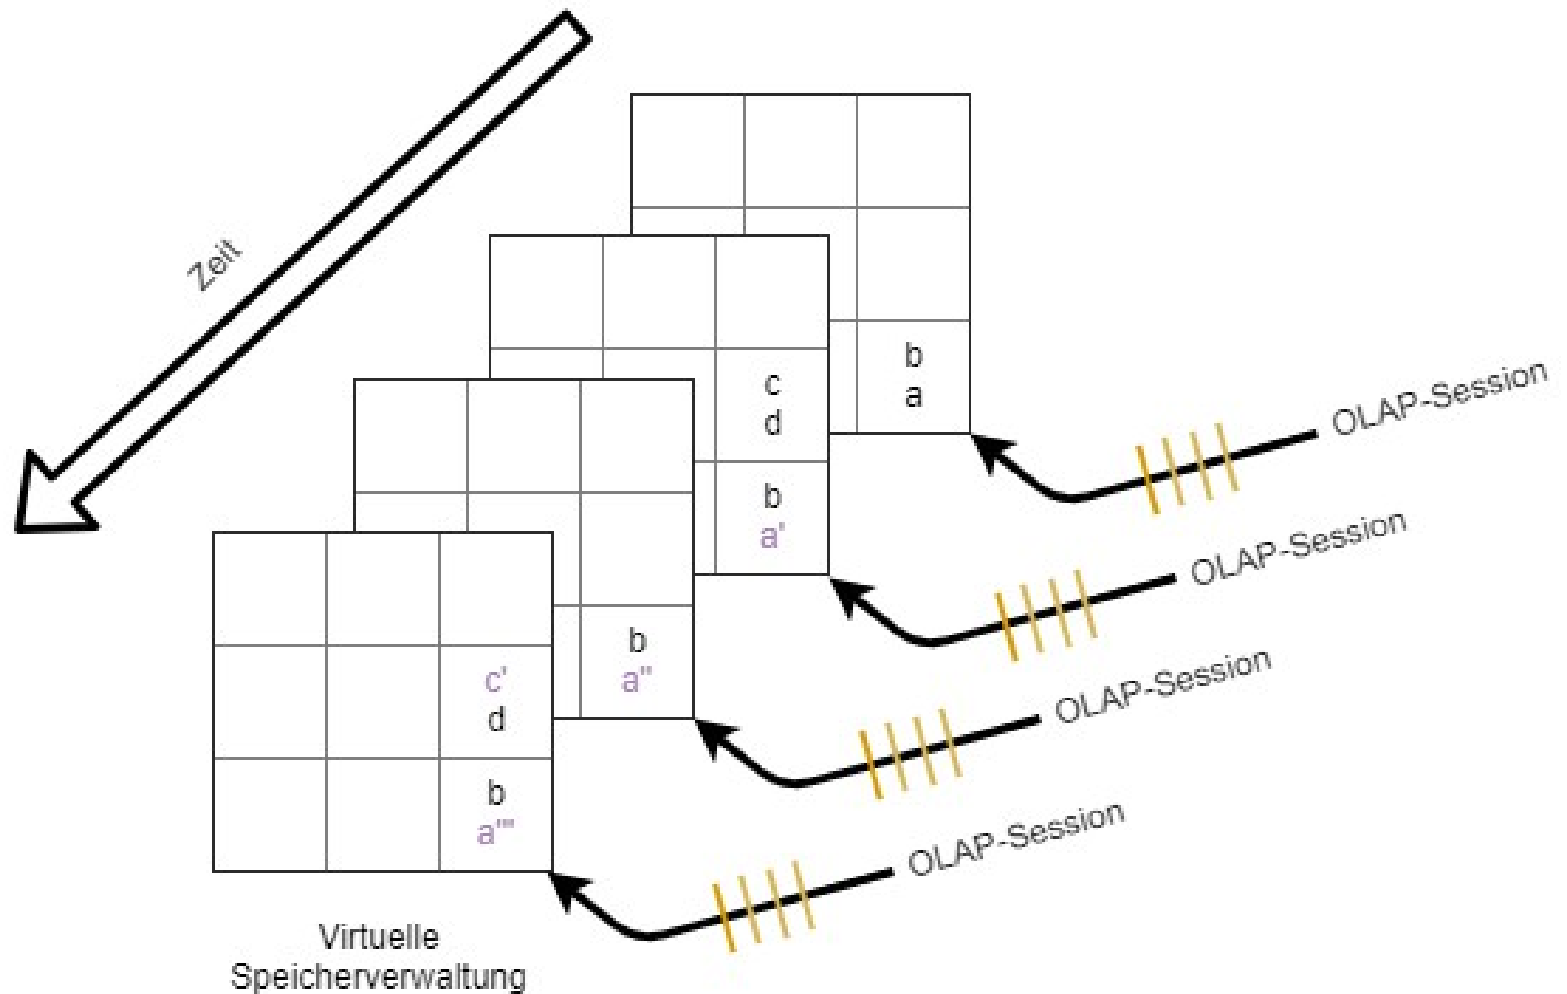 Zeit
b
a
OLAP-Session
c
d
b
a'
OLAP-Session
b
a''
OLAP-Session
c'
d
b
a'''
OLAP-Session
Virtuelle
Speicherverwaltung